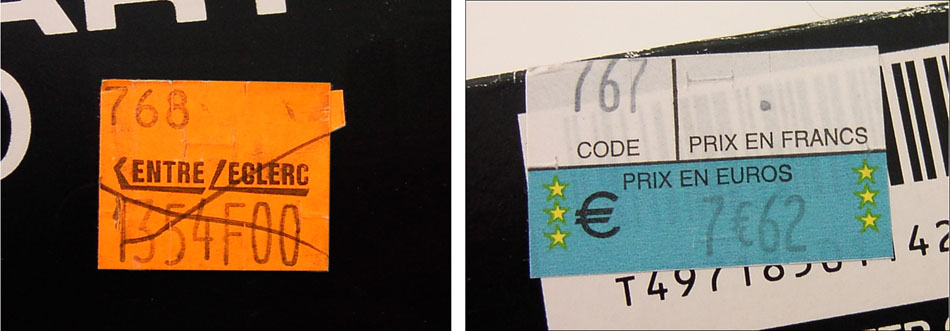 768
CENTRE LECLERC
1354F00
767
CODE
PRIX EN FRANCS
PRIX EN EUROS
€
7€62